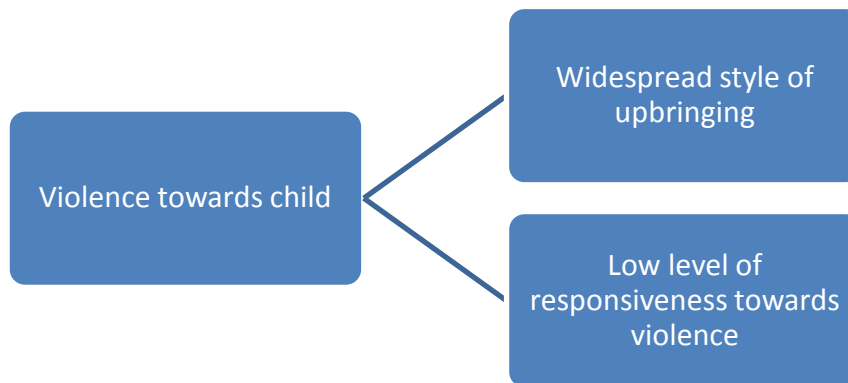 Violence towards child
Widespread style of
upbringing
Low level of
responsiveness towards
violence